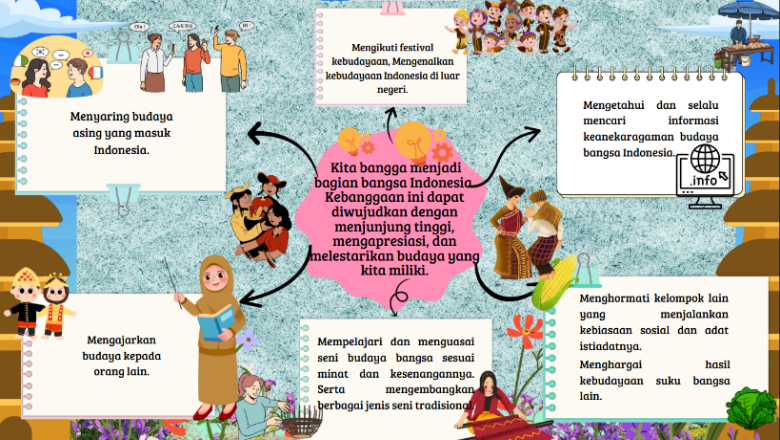 Mengikuti festival
kebudayaan, Mengenalkan
kebudayaan Indonesia di luar
negeri.
Menyaring budaya
asing yang masuk
Indonesia.
Mengetahui dan selalu
mencari informasi
keanekaragaman budaya
bangsa Indonesia.
.info
Kita bangga menjadi
bagian bangsa Indonesia.
Kebanggaan ini dapat
diwujudkan dengan
menjunjung tinggi,
mengapresiasi, dan
melestarikan budaya yang
kita miliki.
Mengajarkan
budaya kepada
orang lain.
Mempelajari dan menguasai
seni budaya bangsa sesuai
minat dan kesenangannya.
Serta mengembangkan
berbagai jenis seni tradisional.
Menghormati kelompok lain
yang menjalankan
kebiasaan sosial dan adat
istiadatnya.
Menghargai hasil
kebudayaan suku bangsa
lain.